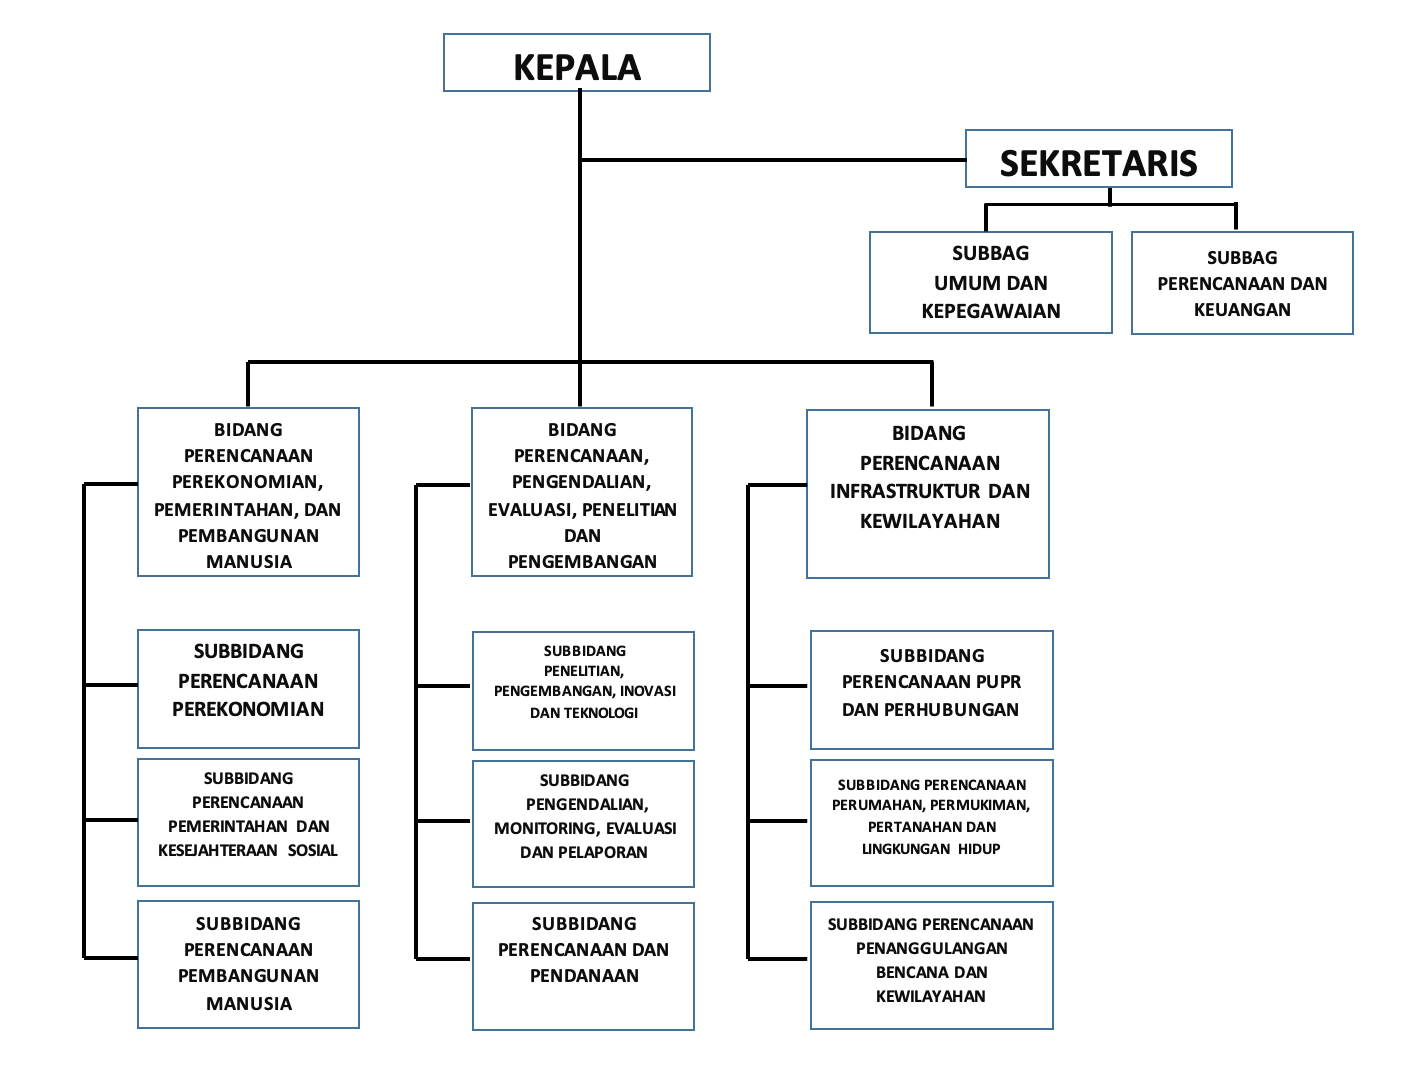 KEPALA
SEKRETARIS
SUBBAG
UMUM DAN
KEPEGAWAIAN
SUBBAG
PERENCANAAN DAN
KEUANGAN
BIDANG
PERENCANAAN
PEREKONOMIAN,
PEMERINTAHAN, DAN
PEMBANGUNAN
MANUSIA
BIDANG
PERENCANAAN,
PENGENDALIAN,
EVALUASI, PENELITIAN
DAN
PENGEMBANGAN
BIDANG
PERENCANAAN
INFRASTRUKTUR DAN
KEWILAYAHAN
SUBBIDANG
PERENCANAAN
PEREKONOMIAN
SUBBIDANG
PENELITIAN,
PENGEMBANGAN, INOVASI
DAN TEKNOLOGI
SUBBIDANG
PERENCANAAN PUPR
DAN PERHUBUNGAN
SUBBIDANG
PERENCANAAN
PEMERINTAHAN DAN
KESEJAHTERAAN SOSIAL
SUBBIDANG
PENGENDALIAN,
MONITORING, EVALUASI
DAN PELAPORAN
SUBBIDANG PERENCANAAN
PERUMAHAN, PERMUKIMAN,
PERTANAHAN DAN
LINGKUNGAN HIDUP
SUBBIDANG
PERENCANAAN
PEMBANGUNAN
MANUSIA
SUBBIDANG
PERENCANAAN DAN
PENDANAAN
SUBBIDANG PERENCANAAN
PENANGGULANGAN
BENCANA DAN
KEWILAYAHAN